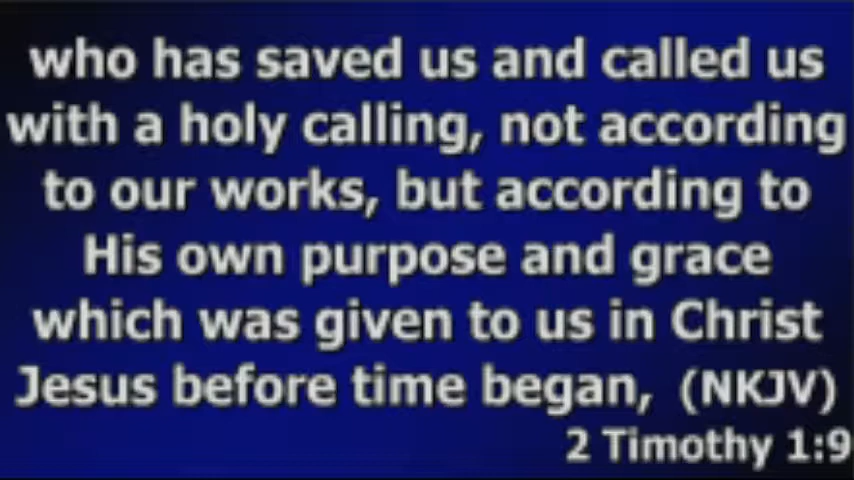 who has saved us and called us
with a holy calling, not according
to our works, but according to
His own purpose and grace
which was given to us in Christ
Jesus before time began, (NKJV)
2 Timothy 1:9